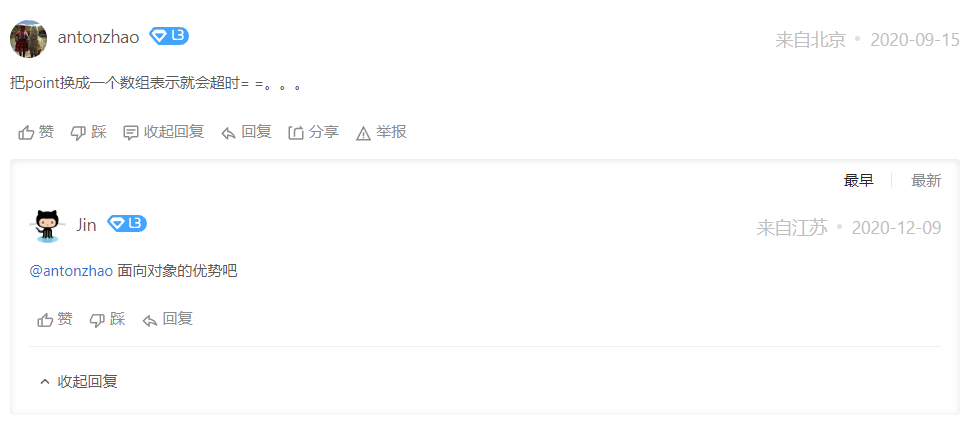 antonzhao L3 来自北京 • 2020-09-15
把point换成一个数组表示就会超时= =。。。
赞 踩 收起回复 回复 分享 举报
最早 最新
Jin L3 来自江苏 • 2020-12-09
@antonzhao 面向对象的优势吧
赞 踩 回复
收起回复